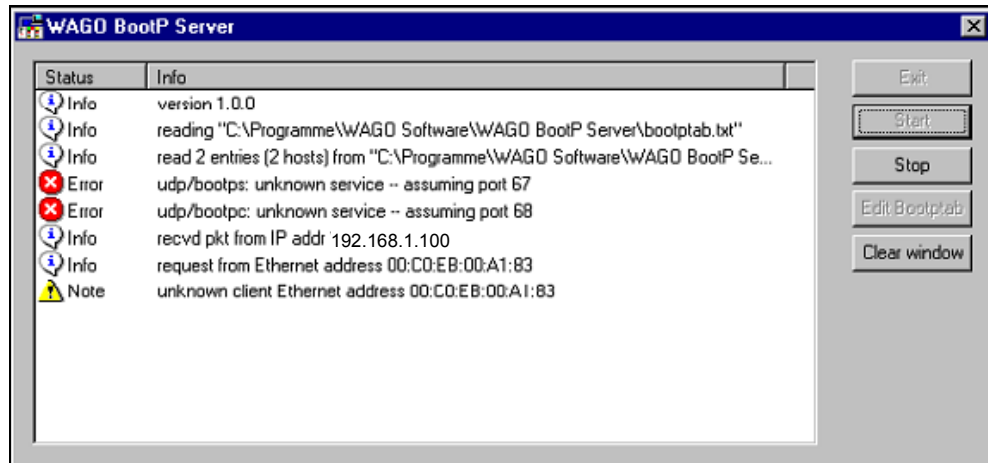 WAGO BootP Server
Status Info
Info version 1.0.0
Info reading "C:\Programme\WAGO Software\WAGO BootP Server\bootptab.txt"
Info read 2 entries (2 hosts) from "C:\Programme\WAGO Software\WAGO BootP Se...
Error udp/bootps: unknown service -- assuming port 67
Error udp/bootpc: unknown service -- assuming port 68
Info recvd pkt from IP addr 192.168.1.100
Info request from Ethernet address 00:C0:EB:00:A1:83
Note unknown client Ethernet address 00:C0:EB:00:A1:83
Exit
Start
Stop
Edit Bootptab
Clear window